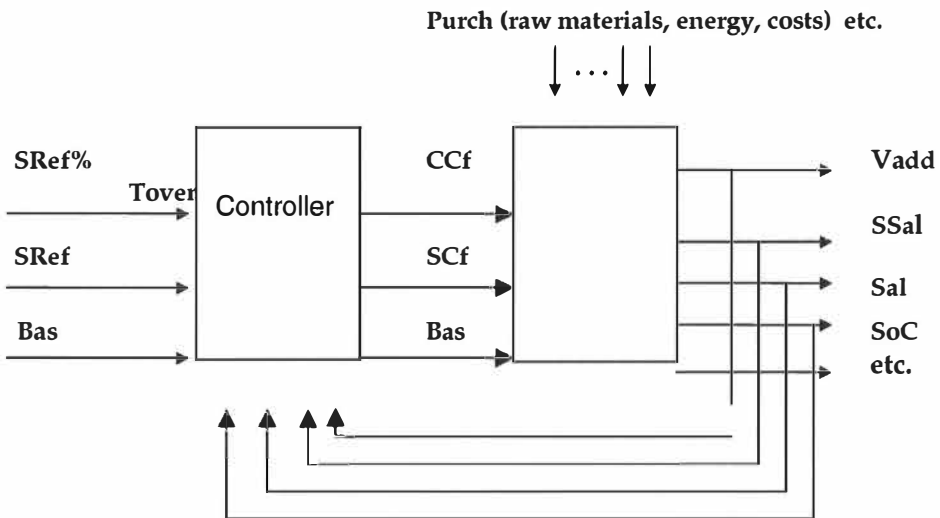 Purch (raw materials, energy, costs) etc.
...
SRef%
Tover
Controller
CCf
Vadd
SRef
SCf
SSal
Sal
Bas
Bas
SoC
etc.